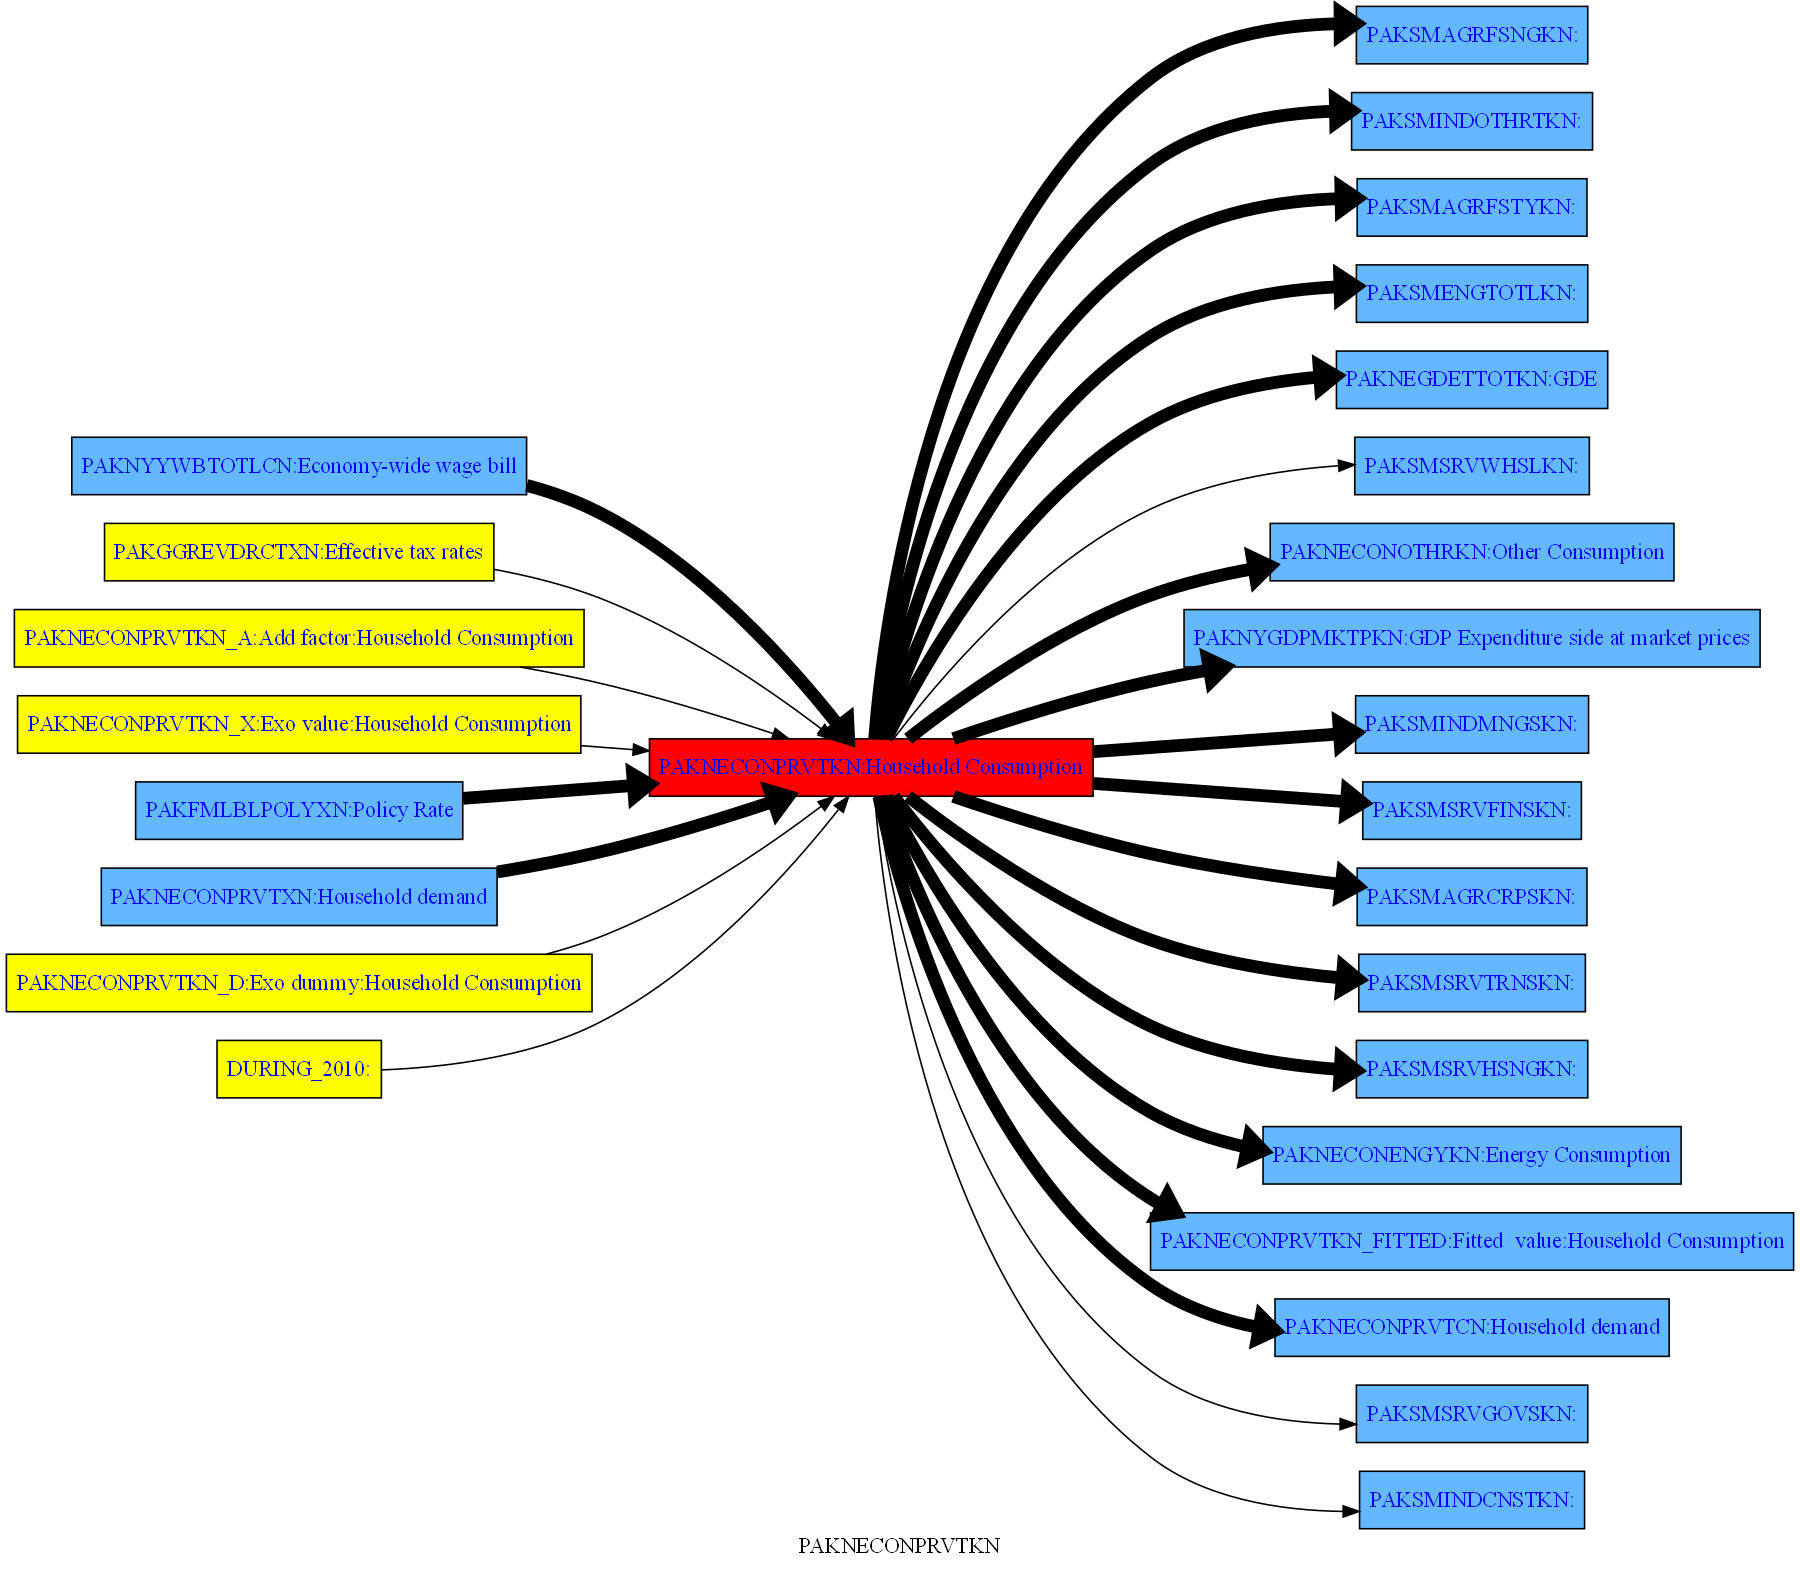 PAKSMAGRFSNGKN:
PAKSMINDOTHRTKN:
PAKSMAGRFSTYKN:
PAKSMENGTOTLKN:
PAKNEGDETTOTKN:GDE
PAKNYYWBTOTLCN:Economy-wide wage bill
PAKSMSRVWHSLKN:
PAKGGREVDRCTXN:Effective tax rates
PAKNECONOTHRKN:Other Consumption
PAKNECONPRVTKN_A:Add factor:Household Consumption
PAKNYGDPMKTPKN:GDP Expenditure side at market prices
PAKNECONPRVTKN_X:Exo value:Household Consumption
PAKSMINDMNGSKN:
PAKNECONPRVTKN:Household Consumption
PAKFMLBLPOLYXN:Policy Rate
PAKSMSRVFINSKN:
PAKNECONPRVTXN:Household demand
PAKSMAGRCRPSKN:
PAKNECONPRVTKN_D:Exo dummy:Household Consumption
PAKSMSRVTRNSKN:
DURING_2010:
PAKSMSRVHSNGKN:
PAKNECONENGYKN:Energy Consumption
PAKNECONPRVTKN_FITTED:Fitted  value:Household Consumption
PAKNECONPRVTCN:Household demand
PAKSMSRVGOVSKN:
PAKSMINDCNSTKN:
PAKNECONPRVTKN